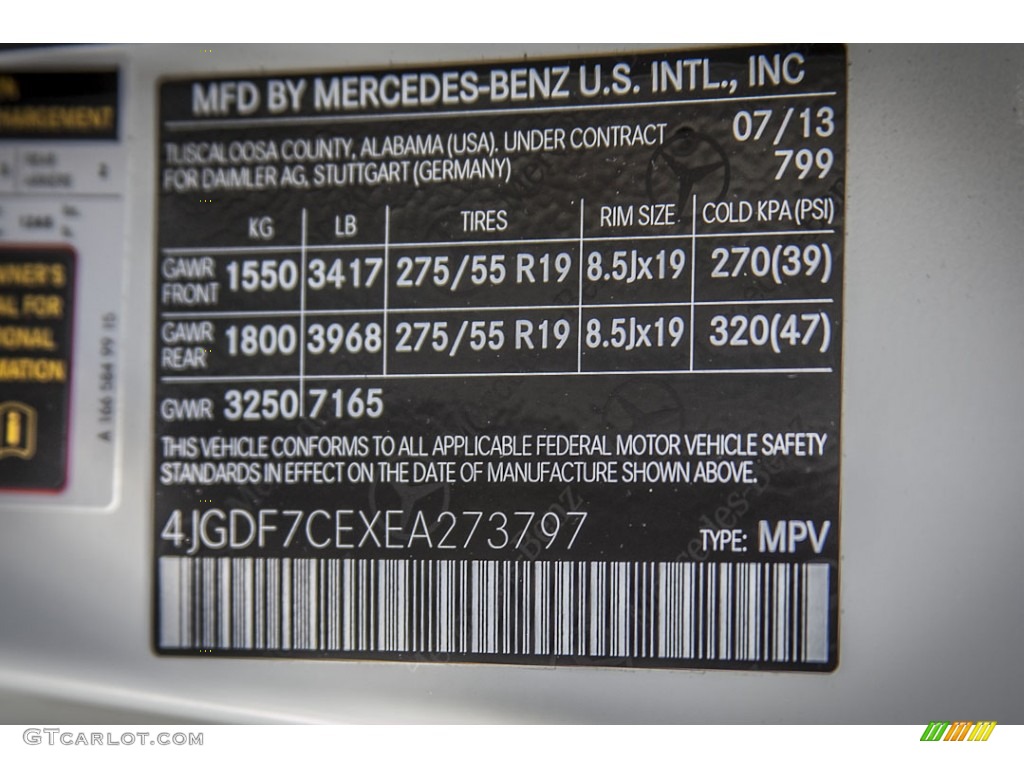 MFD BY MERCEDES-BENZ U.S. INTL., INC
TUSCALOOSA COUNTY, ALABAMA (USA). UNDER CONTRACT 07/13
FOR DAIMLER AG, STUTTGART (GERMANY) 799
KG LB TIRES RIM SIZE COLD KPA (PSI)
GAWR FRONT 1550 3417 275/55 R19 8.5Jx19 270(39)
GAWR REAR 1800 3968 275/55 R19 8.5Jx19 320(47)
GVWR 3250 7165
THIS VEHICLE CONFORMS TO ALL APPLICABLE FEDERAL MOTOR VEHICLE SAFETY
STANDARDS IN EFFECT ON THE DATE OF MANUFACTURE SHOWN ABOVE.
4JGDF7CEXEA273797 TYPE: MPV
A 166 584 99 15
GTCARLOT.COM